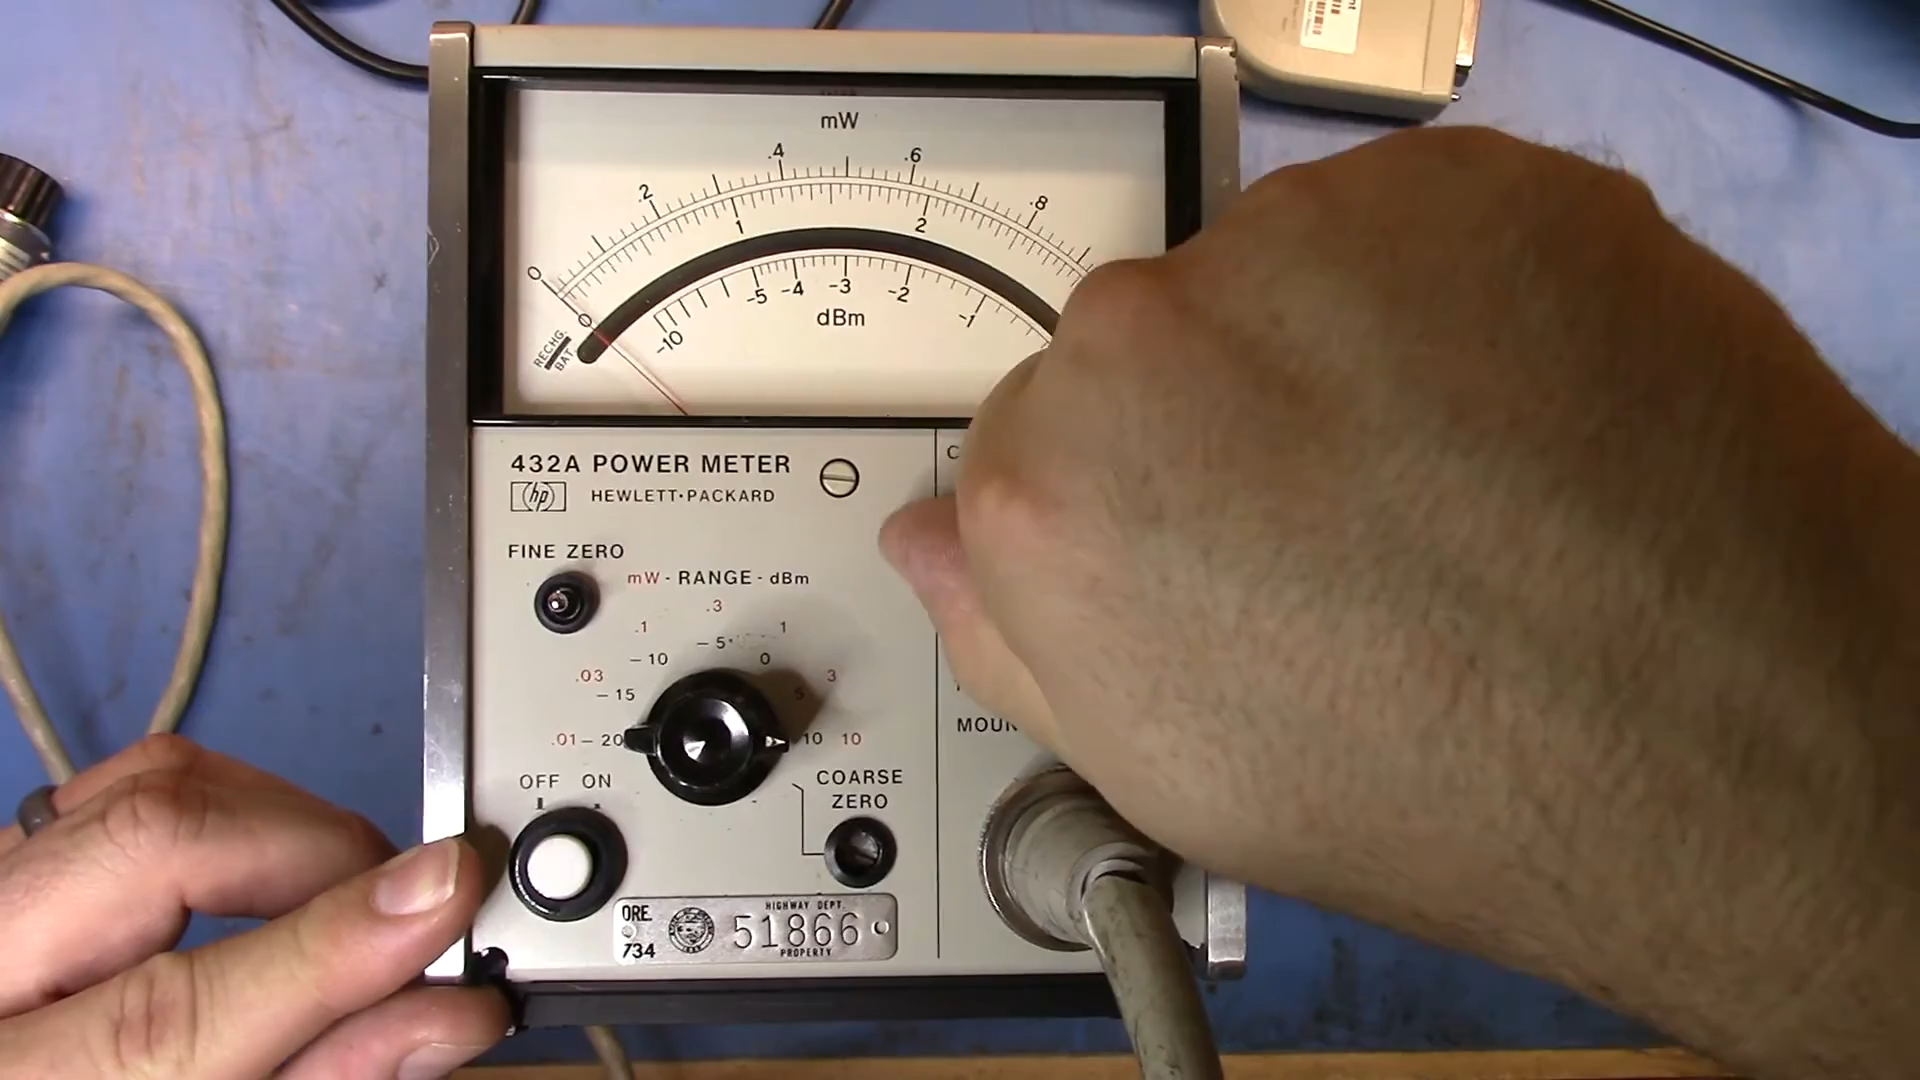 mW
0 .2 .4 .6 .8
0 1 2
-10 -5 -4 -3 -2 -1
dBm
RECHG.
BAT.
432A POWER METER
hp HEWLETT•PACKARD
C
FINE ZERO
mW - RANGE - dBm
.3
.1 -5 1
-10 0
.03 3
-15 5
.01 -20 10 10
MOUN
OFF ON
COARSE
ZERO
ORE.
734
HIGHWAY DEPT.
51866
PROPERTY